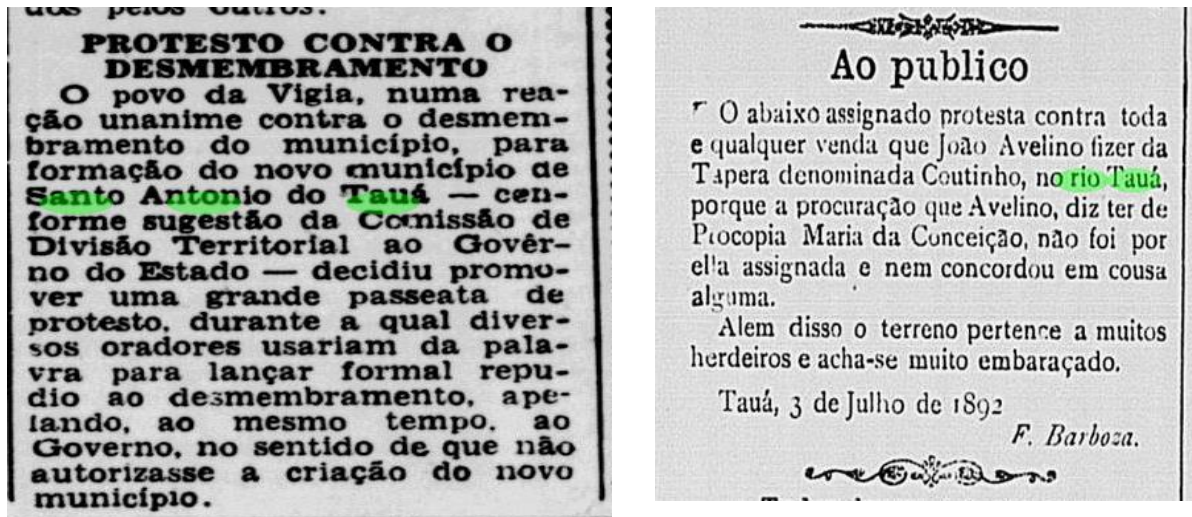 dos pelos outros.
PROTESTO CONTRA O
DESMEMBRAMENTO
O povo da Vigia, numa rea-
ção unanime contra o desmem-
bramento do município, para
formação do novo município de
Santo Antonio do Tauá — cen-
forme sugestão da Comissão de
Divisão Territorial ao Govêr-
no do Estado — decidiu promo-
ver uma grande passeata de
protesto, durante a qual diver-
sos oradores usariam da pala-
vra para lançar formal repu-
dio ao desmembramento, ape-
lando, ao mesmo tempo, ao
Governo, no sentido de que não
autorizasse a criação do novo
município.
Ao publico
O abaixo assignado protesta contra toda
e qualquer venda que João Avelino fizer da
Tapera denominada Coutinho, no rio Tauá,
porque a procuração que Avelino, diz ter de
Procopia Maria da Conceição, não foi por
ella assignada e nem concordou em cousa
alguma.
Alem disso o terreno pertence a muitos
herdeiros e acha-se muito embaraçado.
Tauá, 3 de Julho de 1892
F. Barboza.